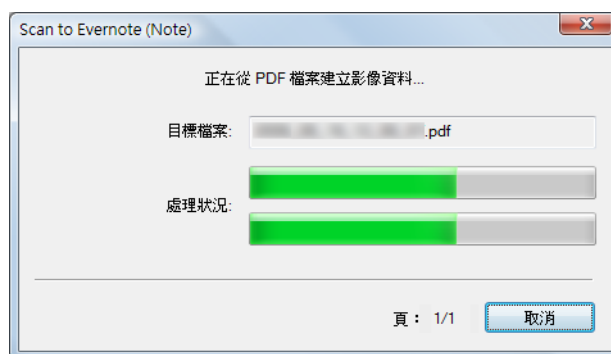 Scan to Evernote (Note)
正在從 PDF 檔案建立影像資料...
目標檔案: .pdf
處理狀況:
頁： 1/1 取消